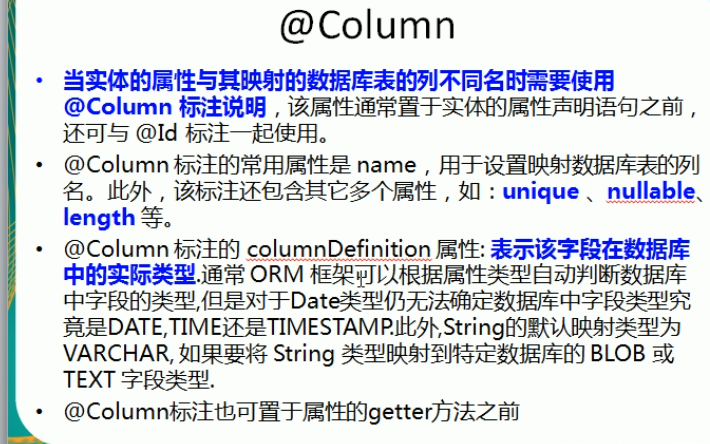 @Column
• 当实体的属性与其映射的数据库表的列不同名时需要使用
@Column 标注说明，该属性通常置于实体的属性声明语句之前，
还可与 @Id 标注一起使用。
• @Column 标注的常用属性是 name，用于设置映射数据库表的列
名。此外，该标注还包含其它多个属性，如：unique 、nullable、
length 等。
• @Column 标注的 columnDefinition 属性: 表示该字段在数据库
中的实际类型.通常 ORM 框架可以根据属性类型自动判断数据库
中字段的类型,但是对于Date类型仍无法确定数据库中字段类型究
竟是DATE,TIME还是TIMESTAMP.此外,String的默认映射类型为
VARCHAR, 如果要将 String 类型映射到特定数据库的 BLOB 或
TEXT 字段类型.
• @Column标注也可置于属性的getter方法之前